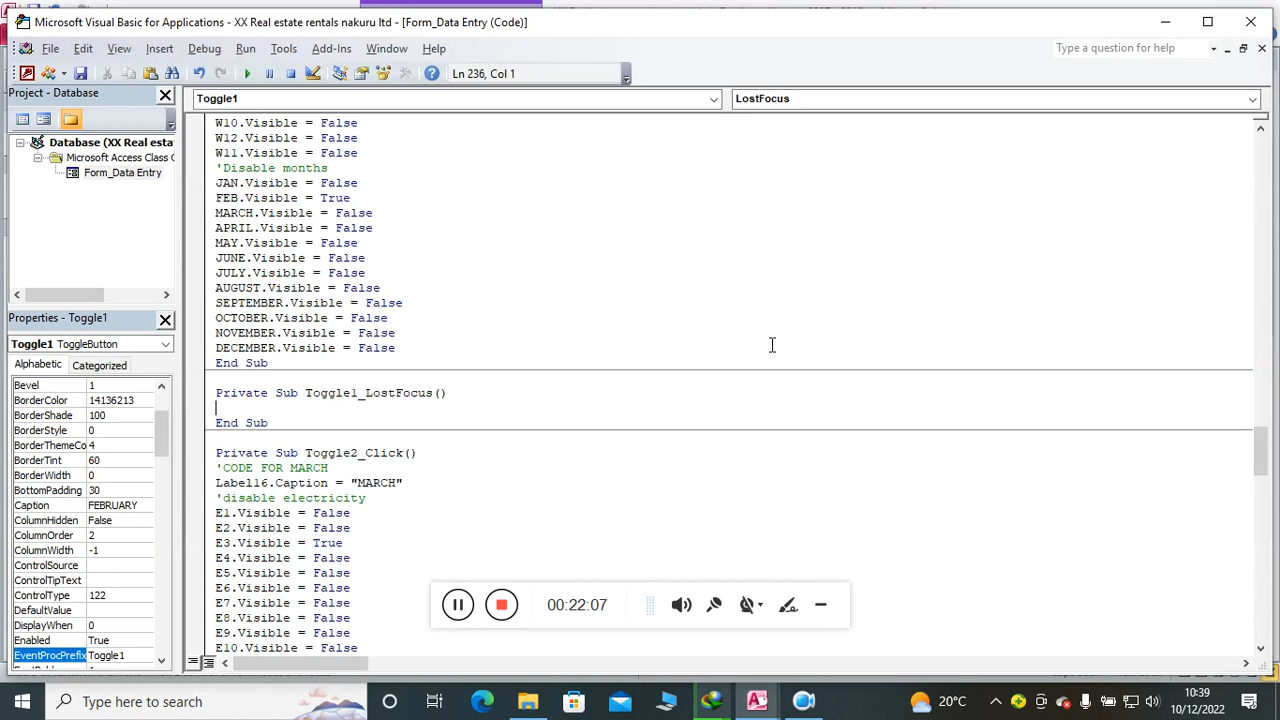 Microsoft Visual Basic for Applications - XX Real estate rentals nakuru ltd - [Form_Data Entry (Code)]
File Edit View Insert Debug Run Tools Add-Ins Window Help
Type a question for help
Ln 236, Col 1
Project - Database
Toggle1
LostFocus
Database (XX Real estate
Microsoft Access Class O
Form_Data Entry
Properties - Toggle1
Toggle1 ToggleButton
Alphabetic Categorized
Bevel 1
BorderColor 14136213
BorderShade 100
BorderStyle 0
BorderThemeCo 4
BorderTint 60
BorderWidth 0
BottomPadding 30
Caption FEBRUARY
ColumnHidden False
ColumnOrder 2
ColumnWidth -1
ControlSource
ControlTipText
ControlType 122
DefaultValue
DisplayWhen 0
Enabled True
EventProcPrefix Toggle1
W10.Visible = False
W12.Visible = False
W11.Visible = False
'Disable months
JAN.Visible = False
FEB.Visible = True
MARCH.Visible = False
APRIL.Visible = False
MAY.Visible = False
JUNE.Visible = False
JULY.Visible = False
AUGUST.Visible = False
SEPTEMBER.Visible = False
OCTOBER.Visible = False
NOVEMBER.Visible = False
DECEMBER.Visible = False
End Sub
Private Sub Toggle1_LostFocus()
End Sub
Private Sub Toggle2_Click()
'CODE FOR MARCH
Label16.Caption = "MARCH"
'disable electricity
E1.Visible = False
E2.Visible = False
E3.Visible = True
E4.Visible = False
E5.Visible = False
E6.Visible = False
E7.Visible = False
E8.Visible = False
E9.Visible = False
E10.Visible = False
00:22:07
Type here to search
20°C
10:39
10/12/2022